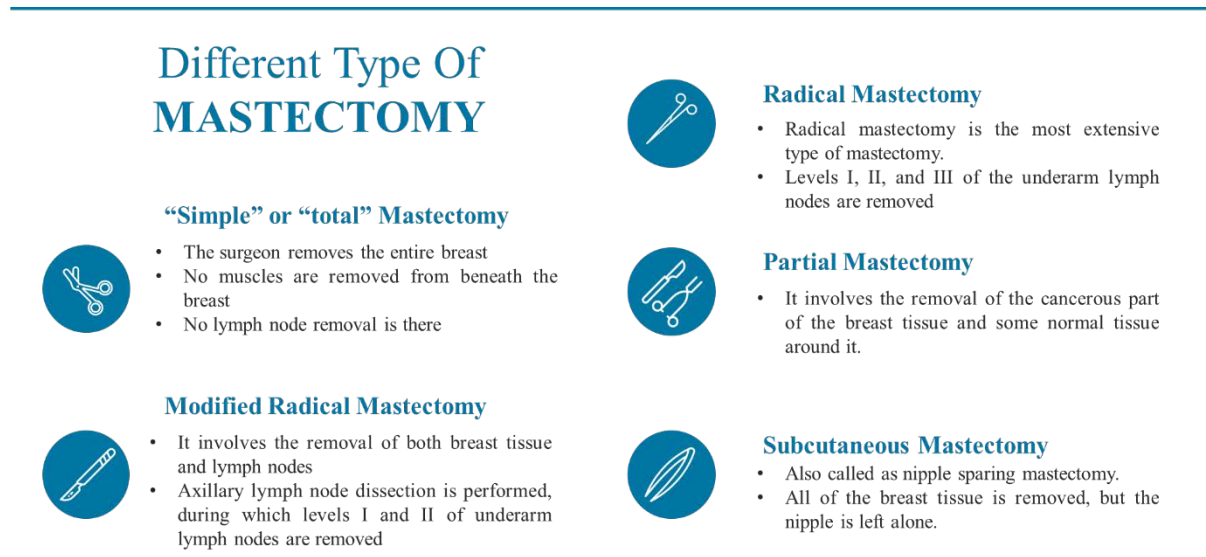 Different Type Of
MASTECTOMY
“Simple” or “total” Mastectomy
• The surgeon removes the entire breast
• No muscles are removed from beneath the
breast
• No lymph node removal is there
Modified Radical Mastectomy
• It involves the removal of both breast tissue
and lymph nodes
• Axillary lymph node dissection is performed,
during which levels I and II of underarm
lymph nodes are removed
Radical Mastectomy
• Radical mastectomy is the most extensive
type of mastectomy.
• Levels I, II, and III of the underarm lymph
nodes are removed
Partial Mastectomy
• It involves the removal of the cancerous part
of the breast tissue and some normal tissue
around it.
Subcutaneous Mastectomy
• Also called as nipple sparing mastectomy.
• All of the breast tissue is removed, but the
nipple is left alone.